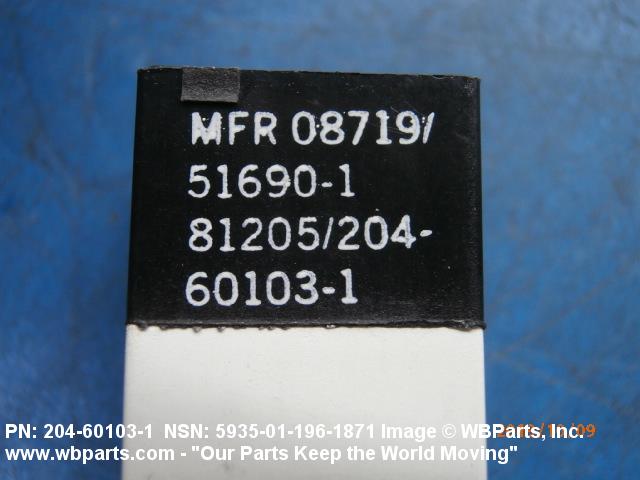 MFR 08719/
51690-1
81205/204-
60103-1
PN: 204-60103-1 NSN: 5935-01-196-1871 Image © WBParts, Inc.
www.wbparts.com - "Our Parts Keep the World Moving"